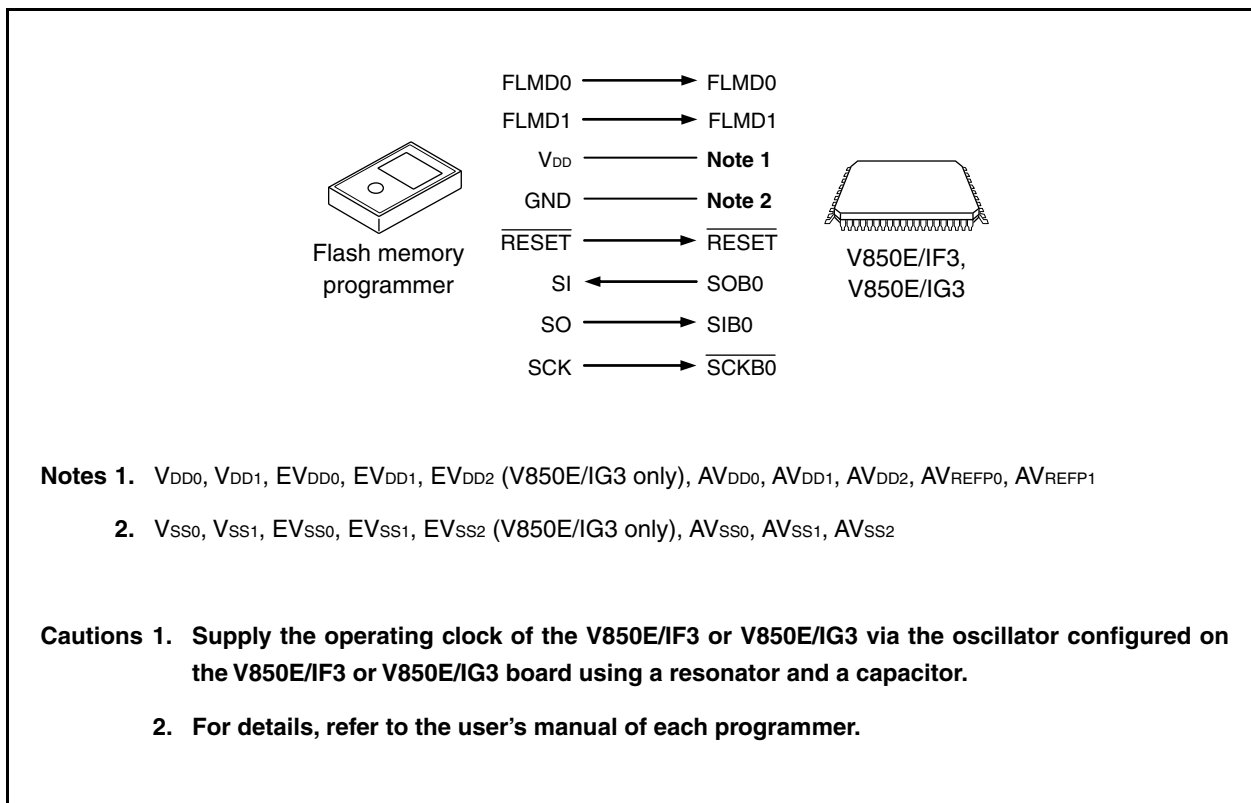 FLMD0 FLMD0
FLMD1 FLMD1
VDD Note 1
GND Note 2
RESET RESET
SI SOB0
SO SIB0
SCK SCKB0
Flash memory
programmer
V850E/IF3,
V850E/IG3
Notes 1. VDD0, VDD1, EVDD0, EVDD1, EVDD2 (V850E/IG3 only), AVDD0, AVDD1, AVDD2, AVREFP0, AVREFP1
2. VSS0, VSS1, EVSS0, EVSS1, EVSS2 (V850E/IG3 only), AVSS0, AVSS1, AVSS2
Cautions 1. Supply the operating clock of the V850E/IF3 or V850E/IG3 via the oscillator configured on
the V850E/IF3 or V850E/IG3 board using a resonator and a capacitor.
2. For details, refer to the user's manual of each programmer.